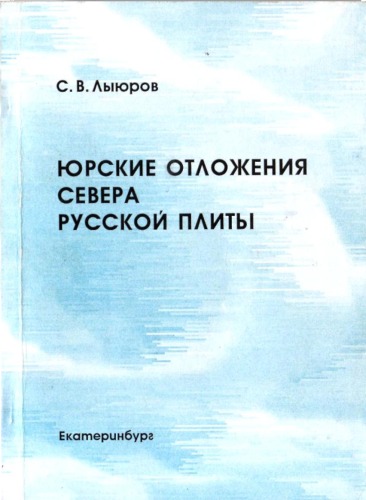 С. В. Лыюров
ЮРСКИЕ ОТЛОЖЕНИЯ
СЕВЕРА
РУССКОЙ ПЛИТЫ
Екатеринбург